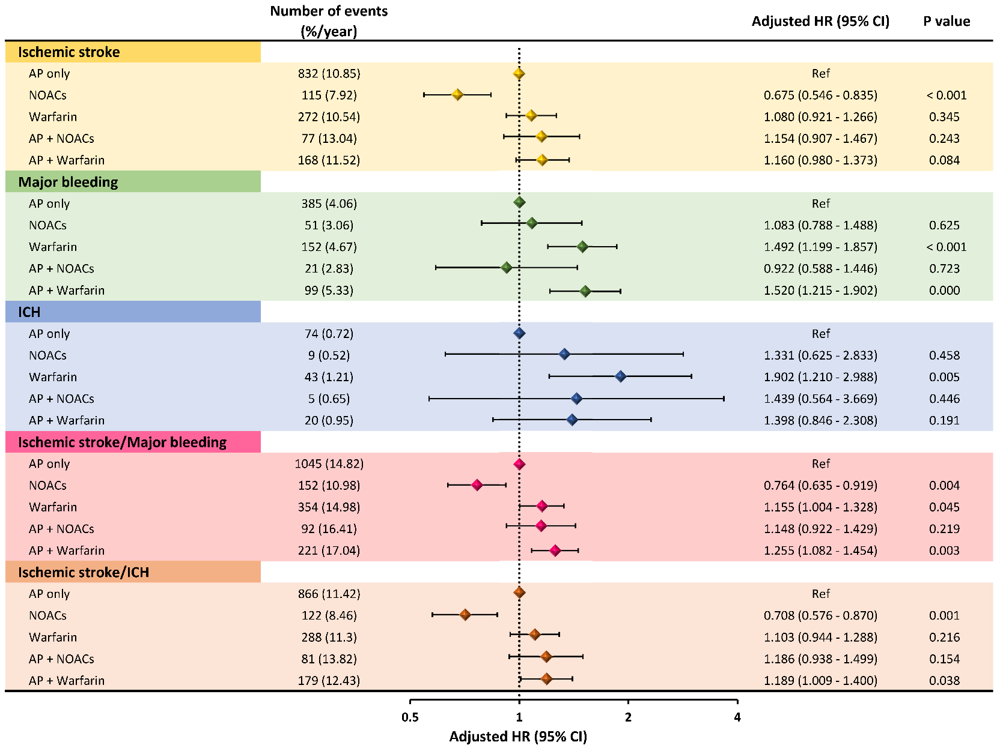 Number of events
(%/year)
Adjusted HR (95% CI) P value
Ischemic stroke
AP only 832 (10.85) Ref
NOACs 115 (7.92) 0.675 (0.546 - 0.835) < 0.001
Warfarin 272 (10.54) 1.080 (0.921 - 1.266) 0.345
AP + NOACs 77 (13.04) 1.154 (0.907 - 1.467) 0.243
AP + Warfarin 168 (11.52) 1.160 (0.980 - 1.373) 0.084
Major bleeding
AP only 385 (4.06) Ref
NOACs 51 (3.06) 1.083 (0.788 - 1.488) 0.625
Warfarin 152 (4.67) 1.492 (1.199 - 1.857) < 0.001
AP + NOACs 21 (2.83) 0.922 (0.588 - 1.446) 0.723
AP + Warfarin 99 (5.33) 1.520 (1.215 - 1.902) 0.000
ICH
AP only 74 (0.72) Ref
NOACs 9 (0.52) 1.331 (0.625 - 2.833) 0.458
Warfarin 43 (1.21) 1.902 (1.210 - 2.988) 0.005
AP + NOACs 5 (0.65) 1.439 (0.564 - 3.669) 0.446
AP + Warfarin 20 (0.95) 1.398 (0.846 - 2.308) 0.191
Ischemic stroke/Major bleeding
AP only 1045 (14.82) Ref
NOACs 152 (10.98) 0.764 (0.635 - 0.919) 0.004
Warfarin 354 (14.98) 1.155 (1.004 - 1.328) 0.045
AP + NOACs 92 (16.41) 1.148 (0.922 - 1.429) 0.219
AP + Warfarin 221 (17.04) 1.255 (1.082 - 1.454) 0.003
Ischemic stroke/ICH
AP only 866 (11.42) Ref
NOACs 122 (8.46) 0.708 (0.576 - 0.870) 0.001
Warfarin 288 (11.3) 1.103 (0.944 - 1.288) 0.216
AP + NOACs 81 (13.82) 1.186 (0.938 - 1.499) 0.154
AP + Warfarin 179 (12.43) 1.189 (1.009 - 1.400) 0.038
0.5 1 2 4
Adjusted HR (95% CI)